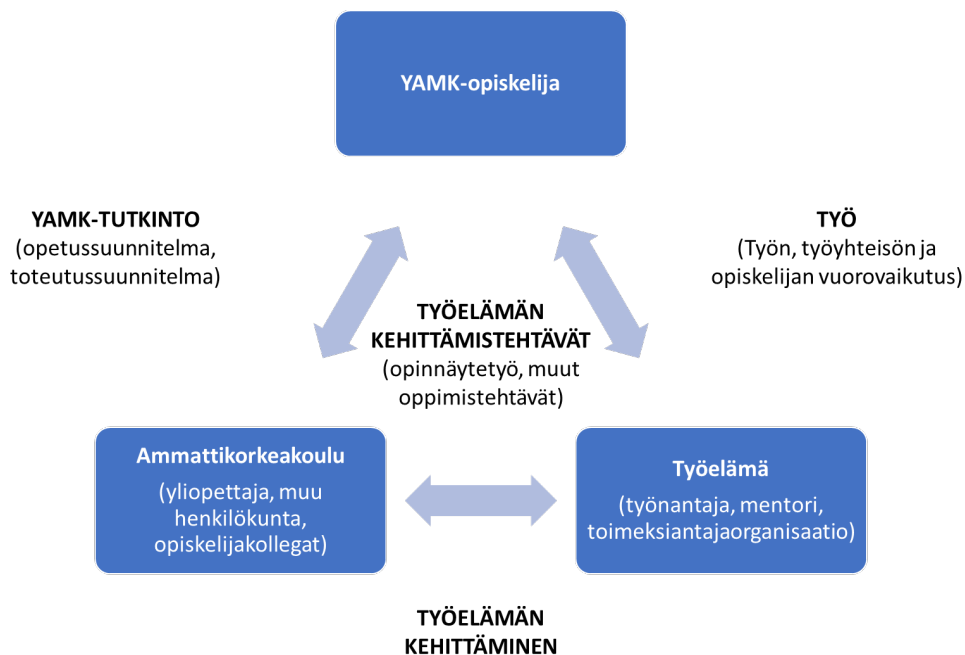 YAMK-opiskelija
YAMK-TUTKINTO
(opetussuunnitelma,
toteutussuunnitelma)
TYÖ
(Työn, työyhteisön ja
opiskelijan vuorovaikutus)
TYÖELÄMÄN
KEHITTÄMISTEHTÄVÄT
(opinnäytetyö, muut
oppimistehtävät)
Ammattikorkeakoulu
(yliopettaja, muu
henkilökunta,
opiskelijakollegat)
Työelämä
(työnantaja, mentori,
toimeksiantajaorganisaatio)
TYÖELÄMÄN
KEHITTÄMINEN